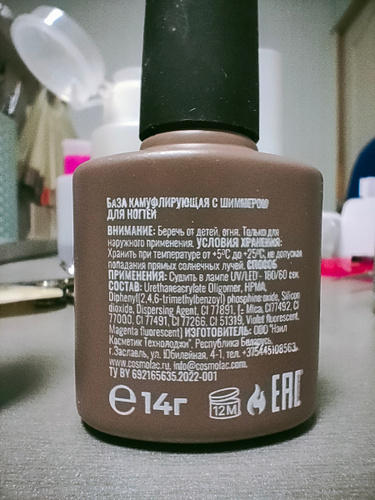 БАЗА КАМУФЛИРУЮЩАЯ С ШИММЕРОМ
ДЛЯ НОГТЕЙ
ВНИМАНИЕ: Беречь от детей, огня. Только для
наружного применения. УСЛОВИЯ ХРАНЕНИЯ:
Хранить при температуре от +5°C до +25°C, не допуская
попадания прямых солнечных лучей. СПОСОБ
ПРИМЕНЕНИЯ: Сушить в лампе UV/LED - 180/60 сек.
СОСТАВ: Urethaneacrylate Oligomer, HPMA,
Diphenyl(2,4,6-trimethylbenzoyl) phosphine oxide, Silicon
dioxide, Dispersing Agent, CI 77891, Mica, CI77492, CI
77000, CI 77491, CI 77266, CI 51319, Violet fluorescent,
Magenta fluorescent) ИЗГОТОВИТЕЛЬ: ООО "Наил
Косметик Технолоджи", Республика Беларусь,
г.Заславль, ул. Юбилейная, 4-1, тел. +375445108563,
www.cosmolac.ru, info@cosmolac.com.
TУ BY 692165635.2022-001
℮ 14г 12M EAC